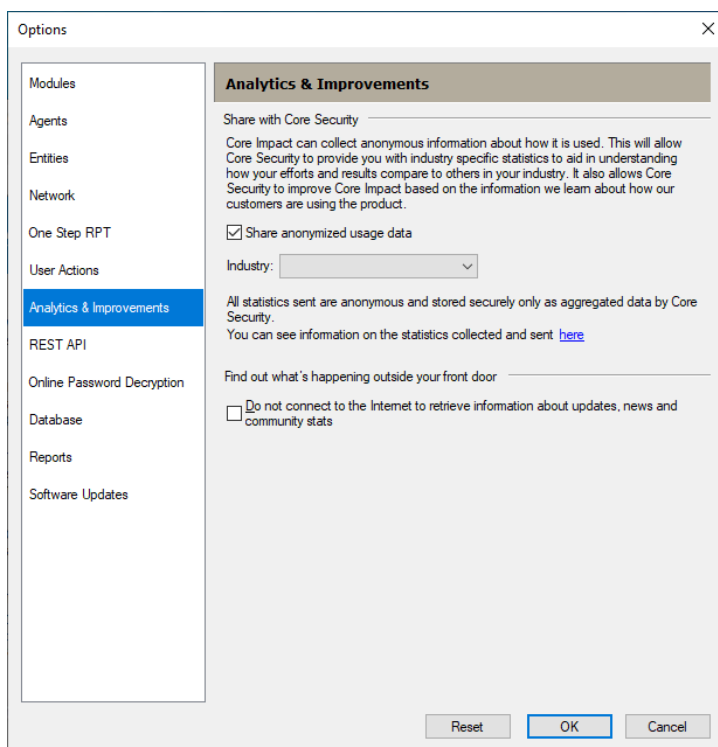 Options
Modules
Agents
Entities
Network
One Step RPT
User Actions
Analytics & Improvements
REST API
Online Password Decryption
Database
Reports
Software Updates
Analytics & Improvements
Share with Core Security
Core Impact can collect anonymous information about how it is used. This will allow
Core Security to provide you with industry specific statistics to aid in understanding
how your efforts and results compare to others in your industry. It also allows Core
Security to improve Core Impact based on the information we learn about how our
customers are using the product.
Share anonymized usage data
Industry:
All statistics sent are anonymous and stored securely only as aggregated data by Core
Security.
You can see information on the statistics collected and sent here
Find out what's happening outside your front door
Do not connect to the Internet to retrieve information about updates, news and
community stats
Reset
OK
Cancel